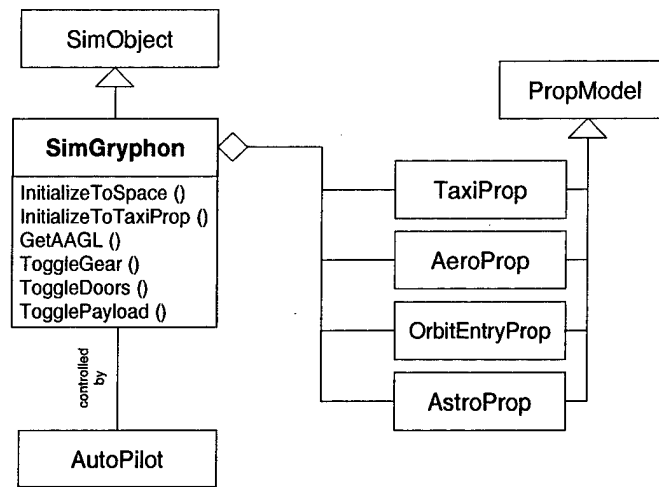 SimObject
PropModel
SimGryphon
InitializeToSpace ()
InitializeToTaxiProp ()
GetAAGL ()
ToggleGear ()
ToggleDoors ()
TogglePayload ()
TaxiProp
AeroProp
OrbitEntryProp
AstroProp
controlled
by
AutoPilot